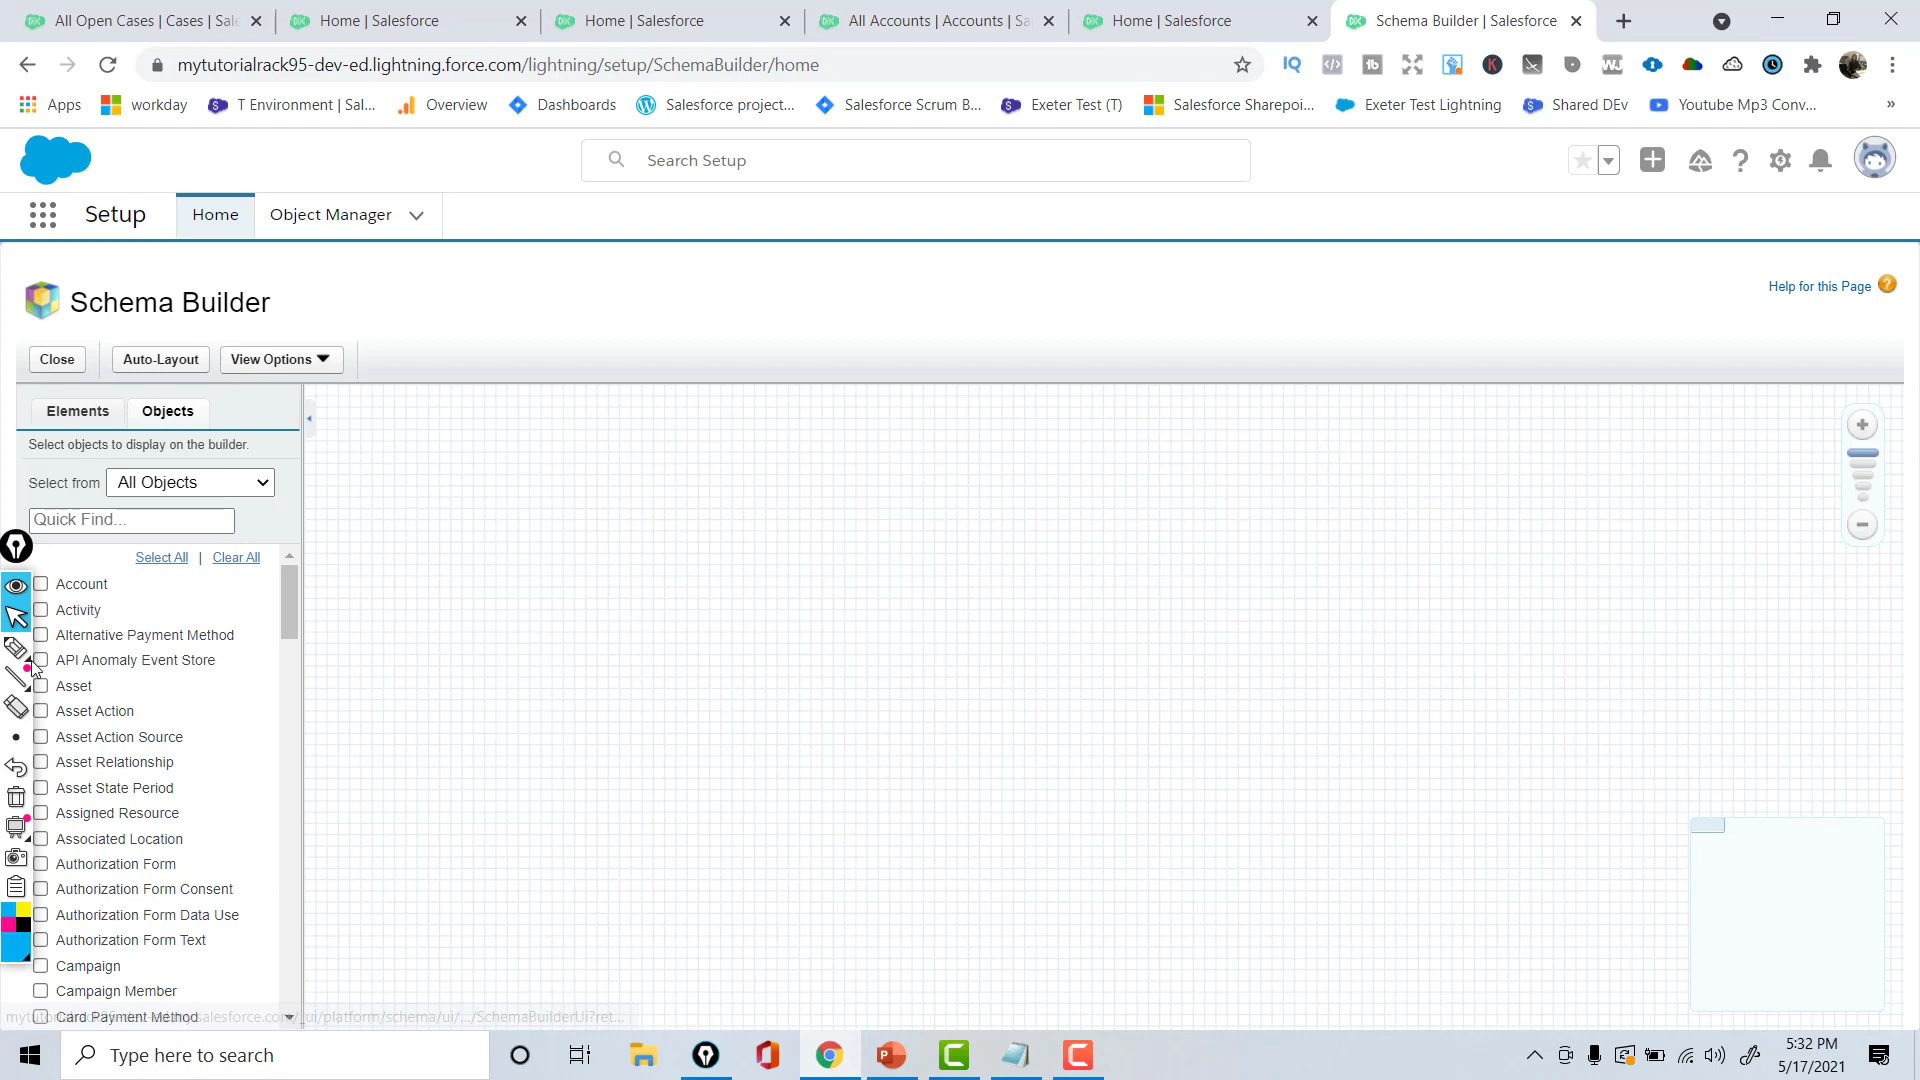 All Open Cases | Cases | Sale
Home | Salesforce
Home | Salesforce
All Accounts | Accounts | Sa
Home | Salesforce
Schema Builder | Salesforce
mytutorialrack95-dev-ed.lightning.force.com/lightning/setup/SchemaBuilder/home
Apps
workday
T Environment | Sal...
Overview
Dashboards
Salesforce project...
Salesforce Scrum B...
Exeter Test (T)
Salesforce Sharepoi...
Exeter Test Lightning
Shared DEv
Youtube Mp3 Conv...
Search Setup
Setup
Home
Object Manager
Schema Builder
Help for this Page
Close
Auto-Layout
View Options
Elements
Objects
Select objects to display on the builder.
Select from
All Objects
Quick Find...
Select All | Clear All
Account
Activity
Alternative Payment Method
API Anomaly Event Store
Asset
Asset Action
Asset Action Source
Asset Relationship
Asset State Period
Assigned Resource
Associated Location
Authorization Form
Authorization Form Consent
Authorization Form Data Use
Authorization Form Text
Campaign
Campaign Member
Card Payment Method
Type here to search
5:32 PM
5/17/2021